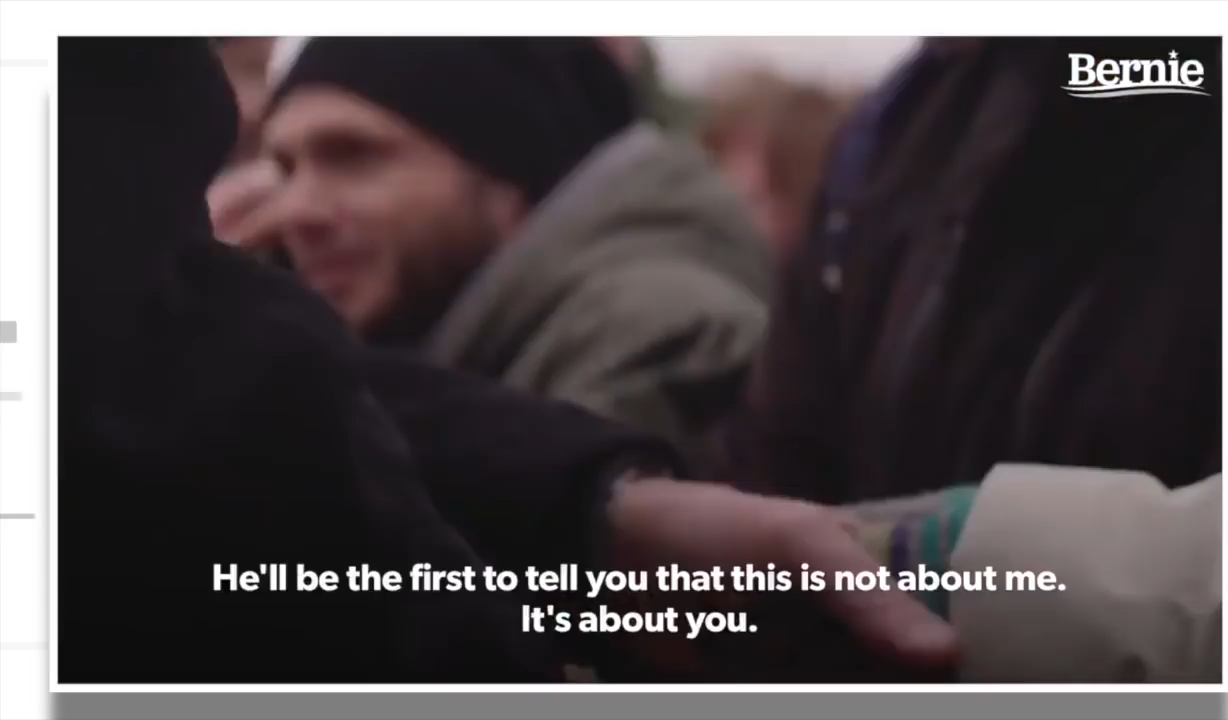 Bernie
He'll be the first to tell you that this is not about me.
It's about you.